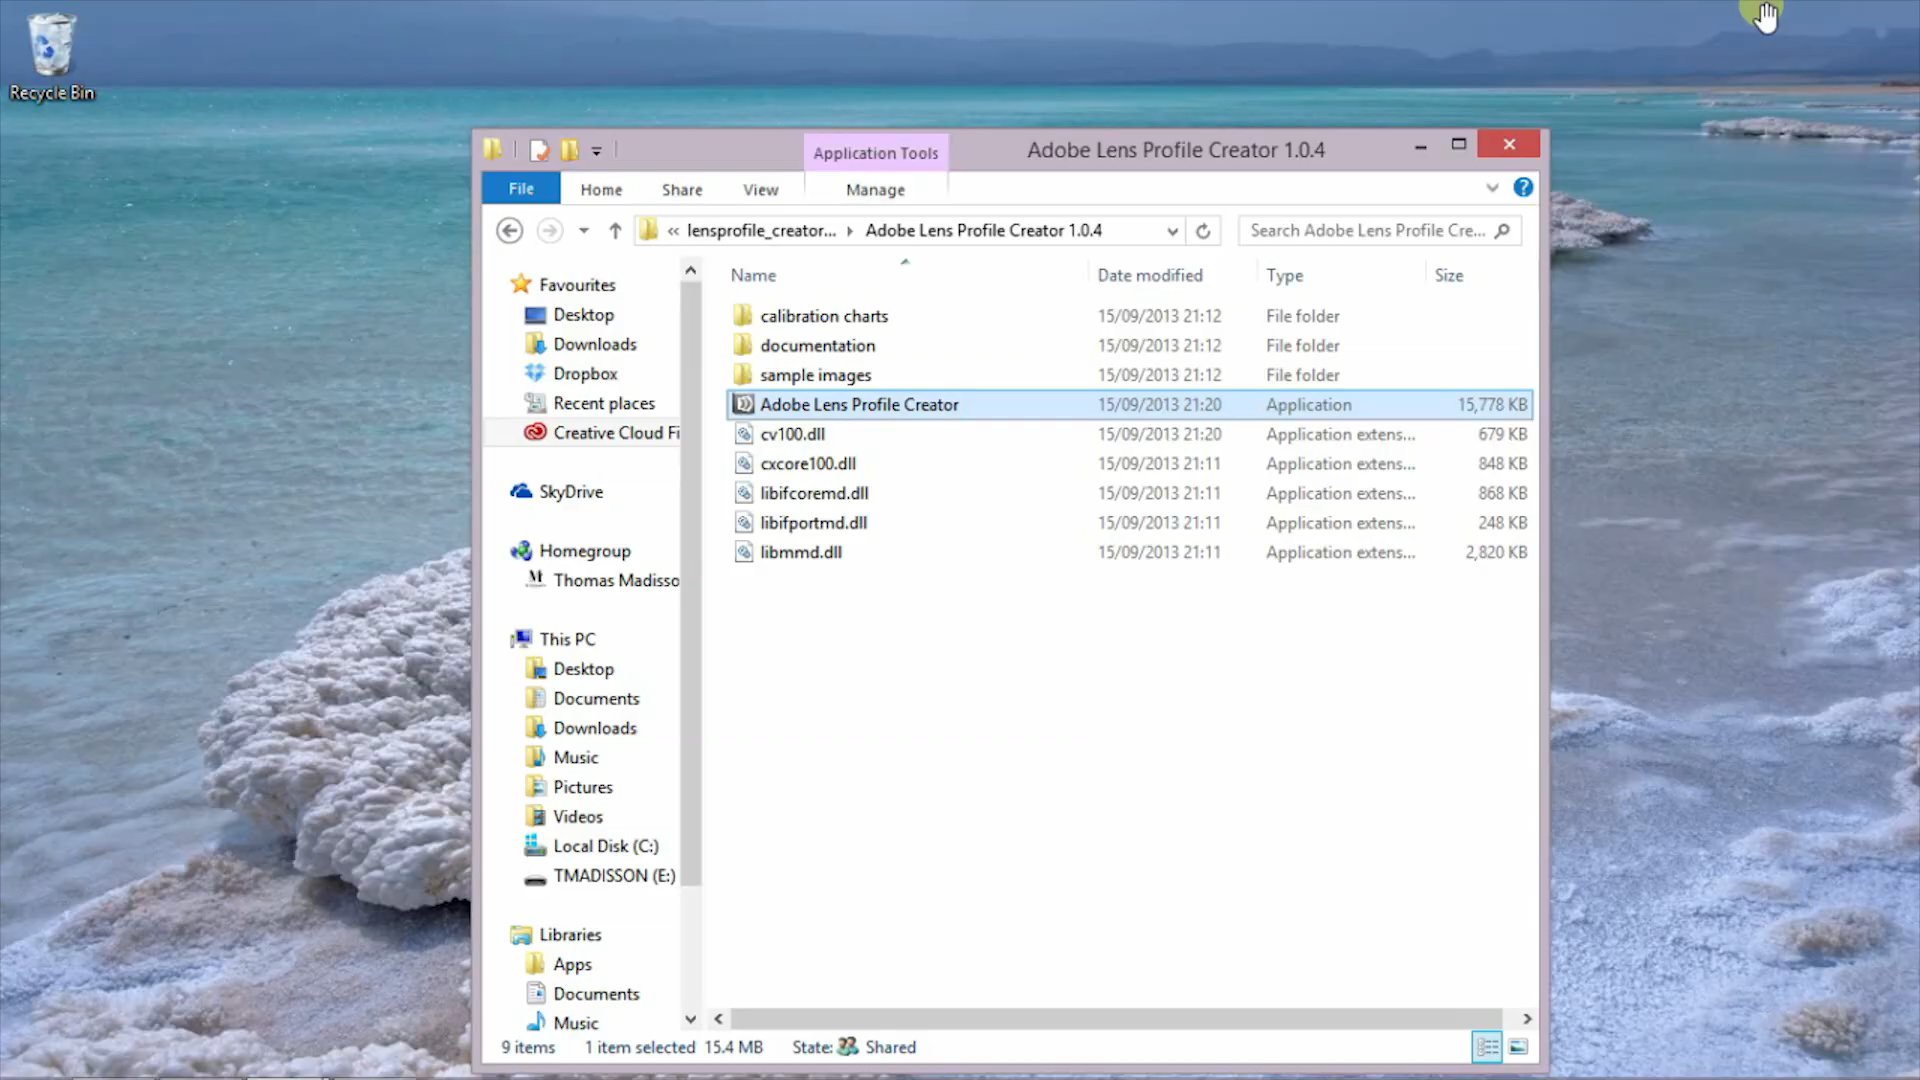 Recycle Bin
Application Tools
Adobe Lens Profile Creator 1.0.4
File
Home
Share
View
Manage
« lensprofile_creator... Adobe Lens Profile Creator 1.0.4
Search Adobe Lens Profile Cre...
Favourites
Desktop
Downloads
Dropbox
Recent places
Creative Cloud Fi
SkyDrive
Homegroup
Thomas Madisso
This PC
Desktop
Documents
Downloads
Music
Pictures
Videos
Local Disk (C:)
TMADISSON (E:)
Libraries
Apps
Documents
Music
Name Date modified Type Size
calibration charts 15/09/2013 21:12 File folder
documentation 15/09/2013 21:12 File folder
sample images 15/09/2013 21:12 File folder
Adobe Lens Profile Creator 15/09/2013 21:20 Application 15,778 KB
cv100.dll 15/09/2013 21:20 Application extens... 679 KB
cxcore100.dll 15/09/2013 21:11 Application extens... 848 KB
libifcoremd.dll 15/09/2013 21:11 Application extens... 868 KB
libifportmd.dll 15/09/2013 21:11 Application extens... 248 KB
libmmd.dll 15/09/2013 21:11 Application extens... 2,820 KB
9 items 1 item selected 15.4 MB State: Shared